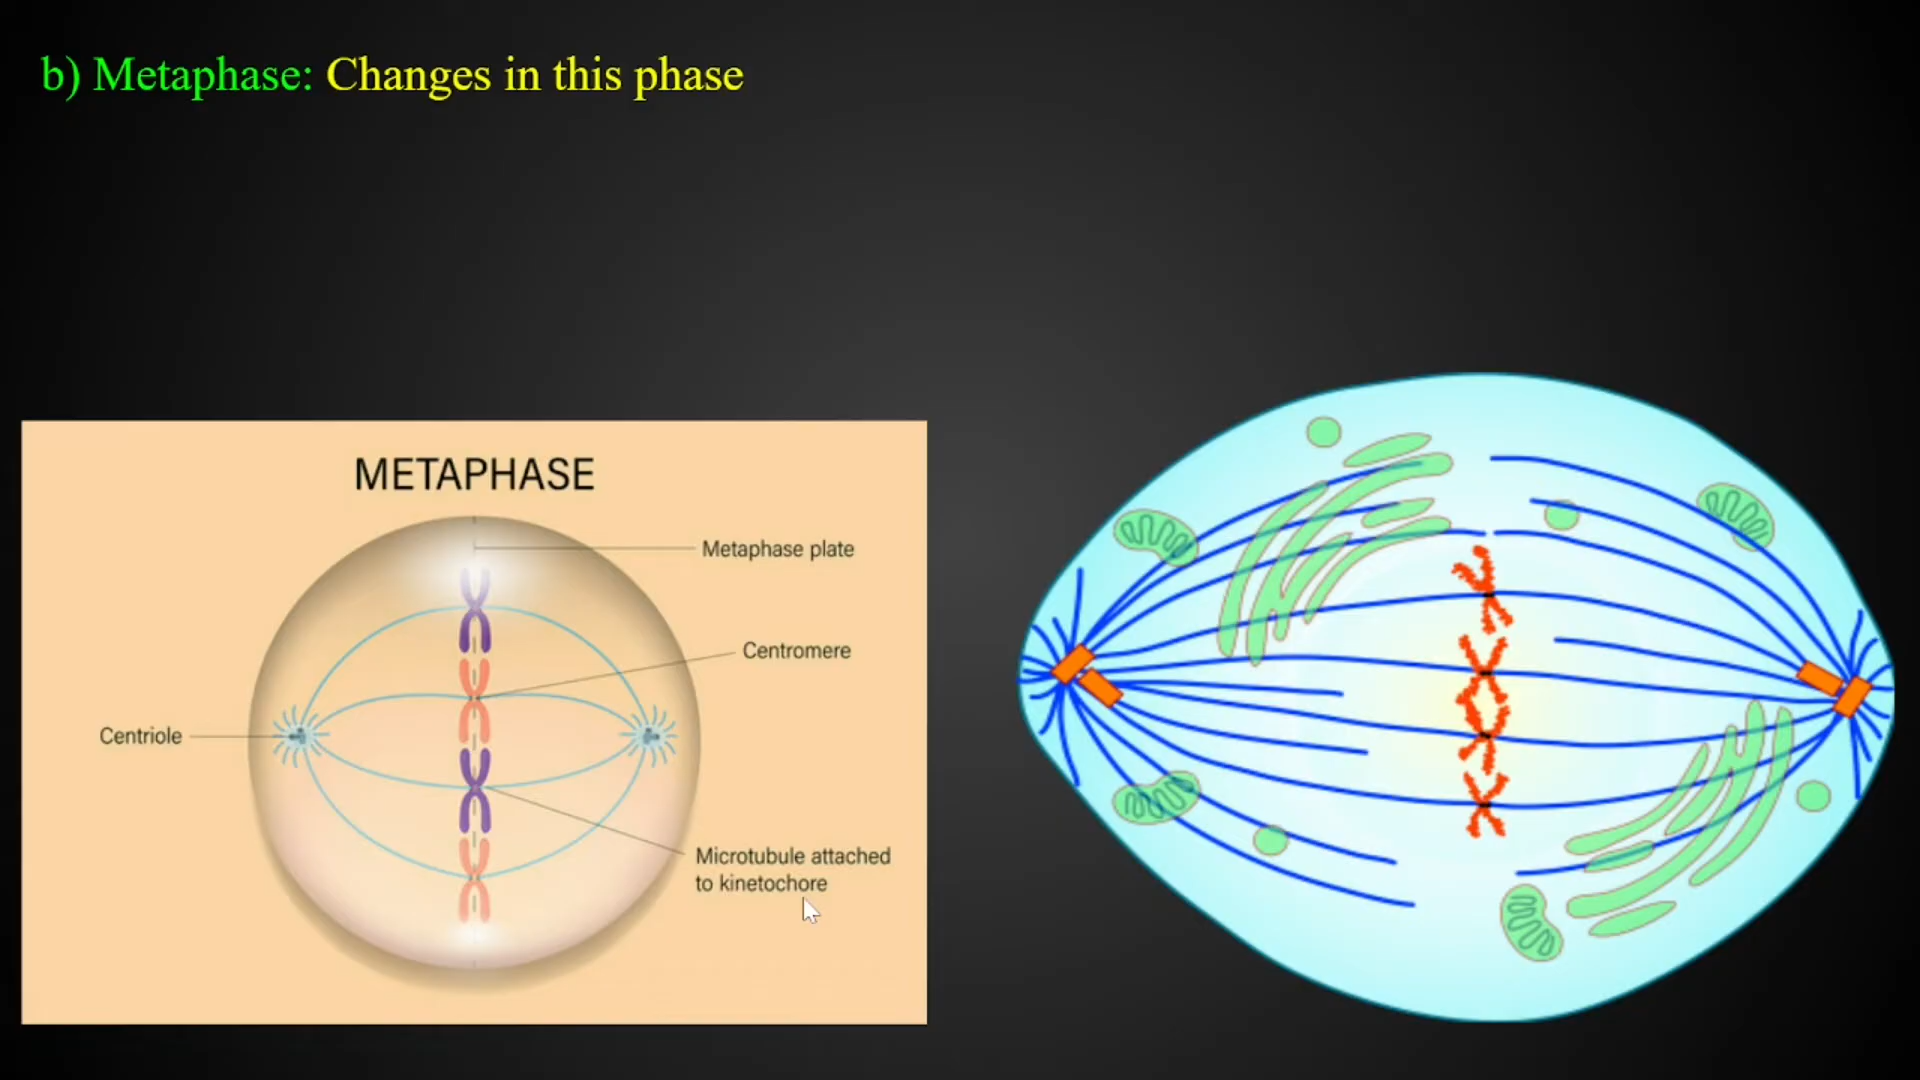 b) Metaphase: Changes in this phase
METAPHASE
Metaphase plate
Centromere
Centriole
Microtubule attached
to kinetochore